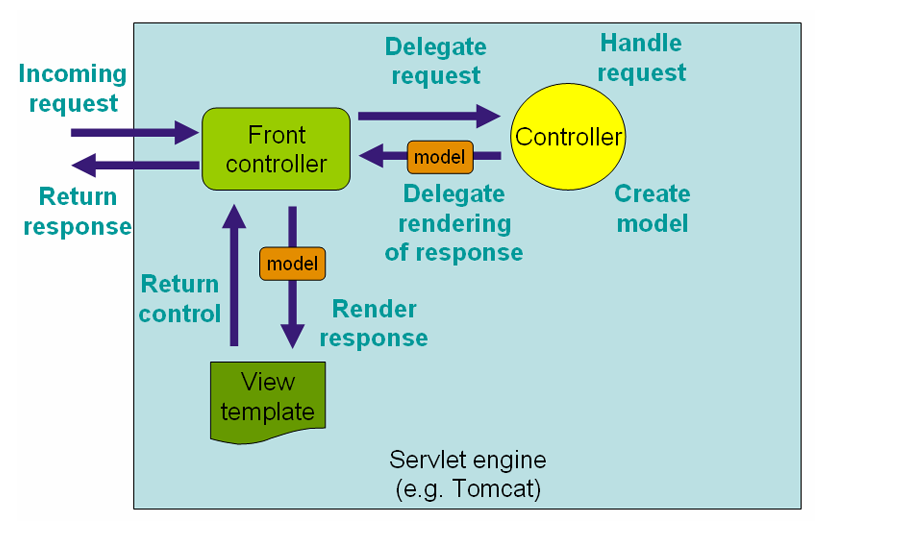 Incoming
request
Return
response
Front
controller
Delegate
request
Handle
request
Controller
model
Delegate
rendering
of response
Create
model
Return
control
model
Render
response
View
template
Servlet engine
(e.g. Tomcat)